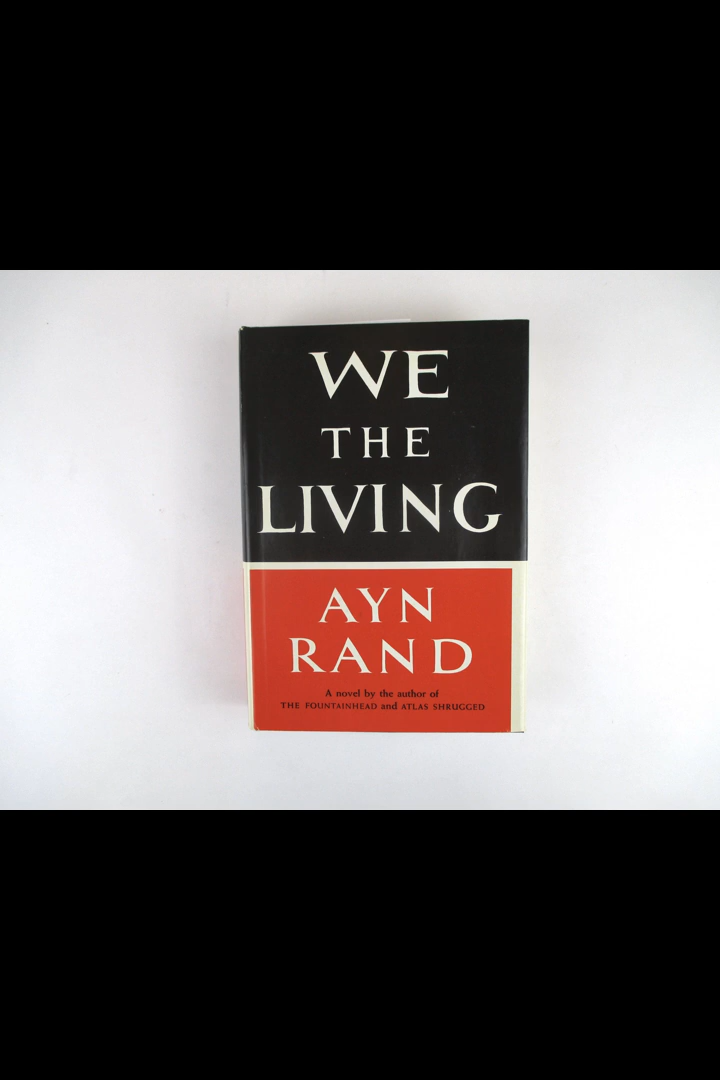 WE
THE
LIVING
AYN
RAND
A novel by the author of
THE FOUNTAINHEAD and ATLAS SHRUGGED